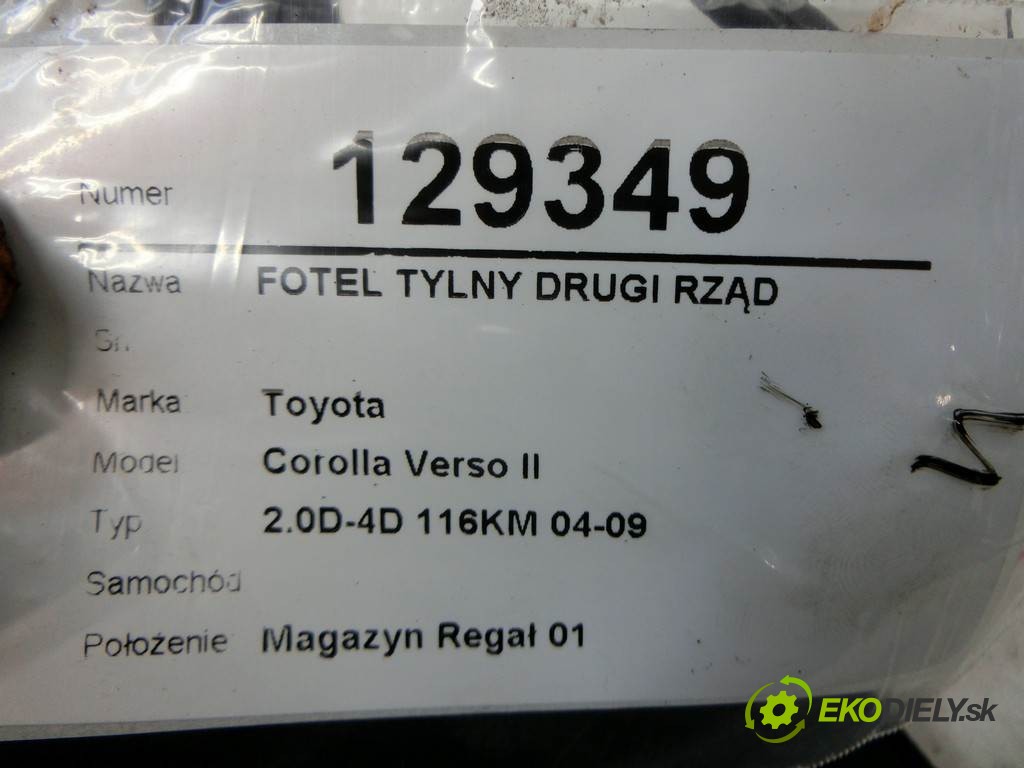 Numer 129349
Nazwa FOTEL TYLNY DRUGI RZĄD
Marka Toyota
Model Corolla Verso II
Typ 2.0D-4D 116KM 04-09
Samochód
Położenie Magazyn Regał 01
EKODIELY.sk